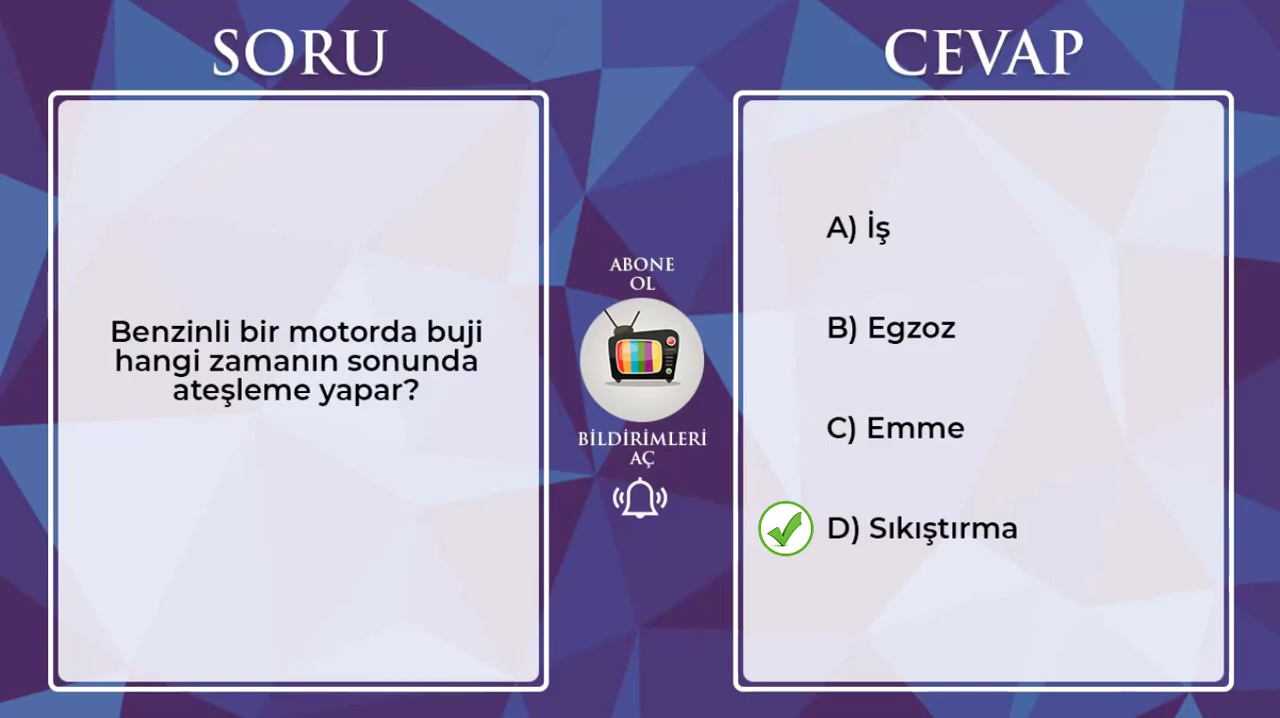 SORU
Benzinli bir motorda buji
hangi zamanın sonunda
ateşleme yapar?
ABONE
OL
BİLDİRİMLERİ
AÇ
CEVAP
A) İş
B) Egzoz
C) Emme
D) Sıkıştırma